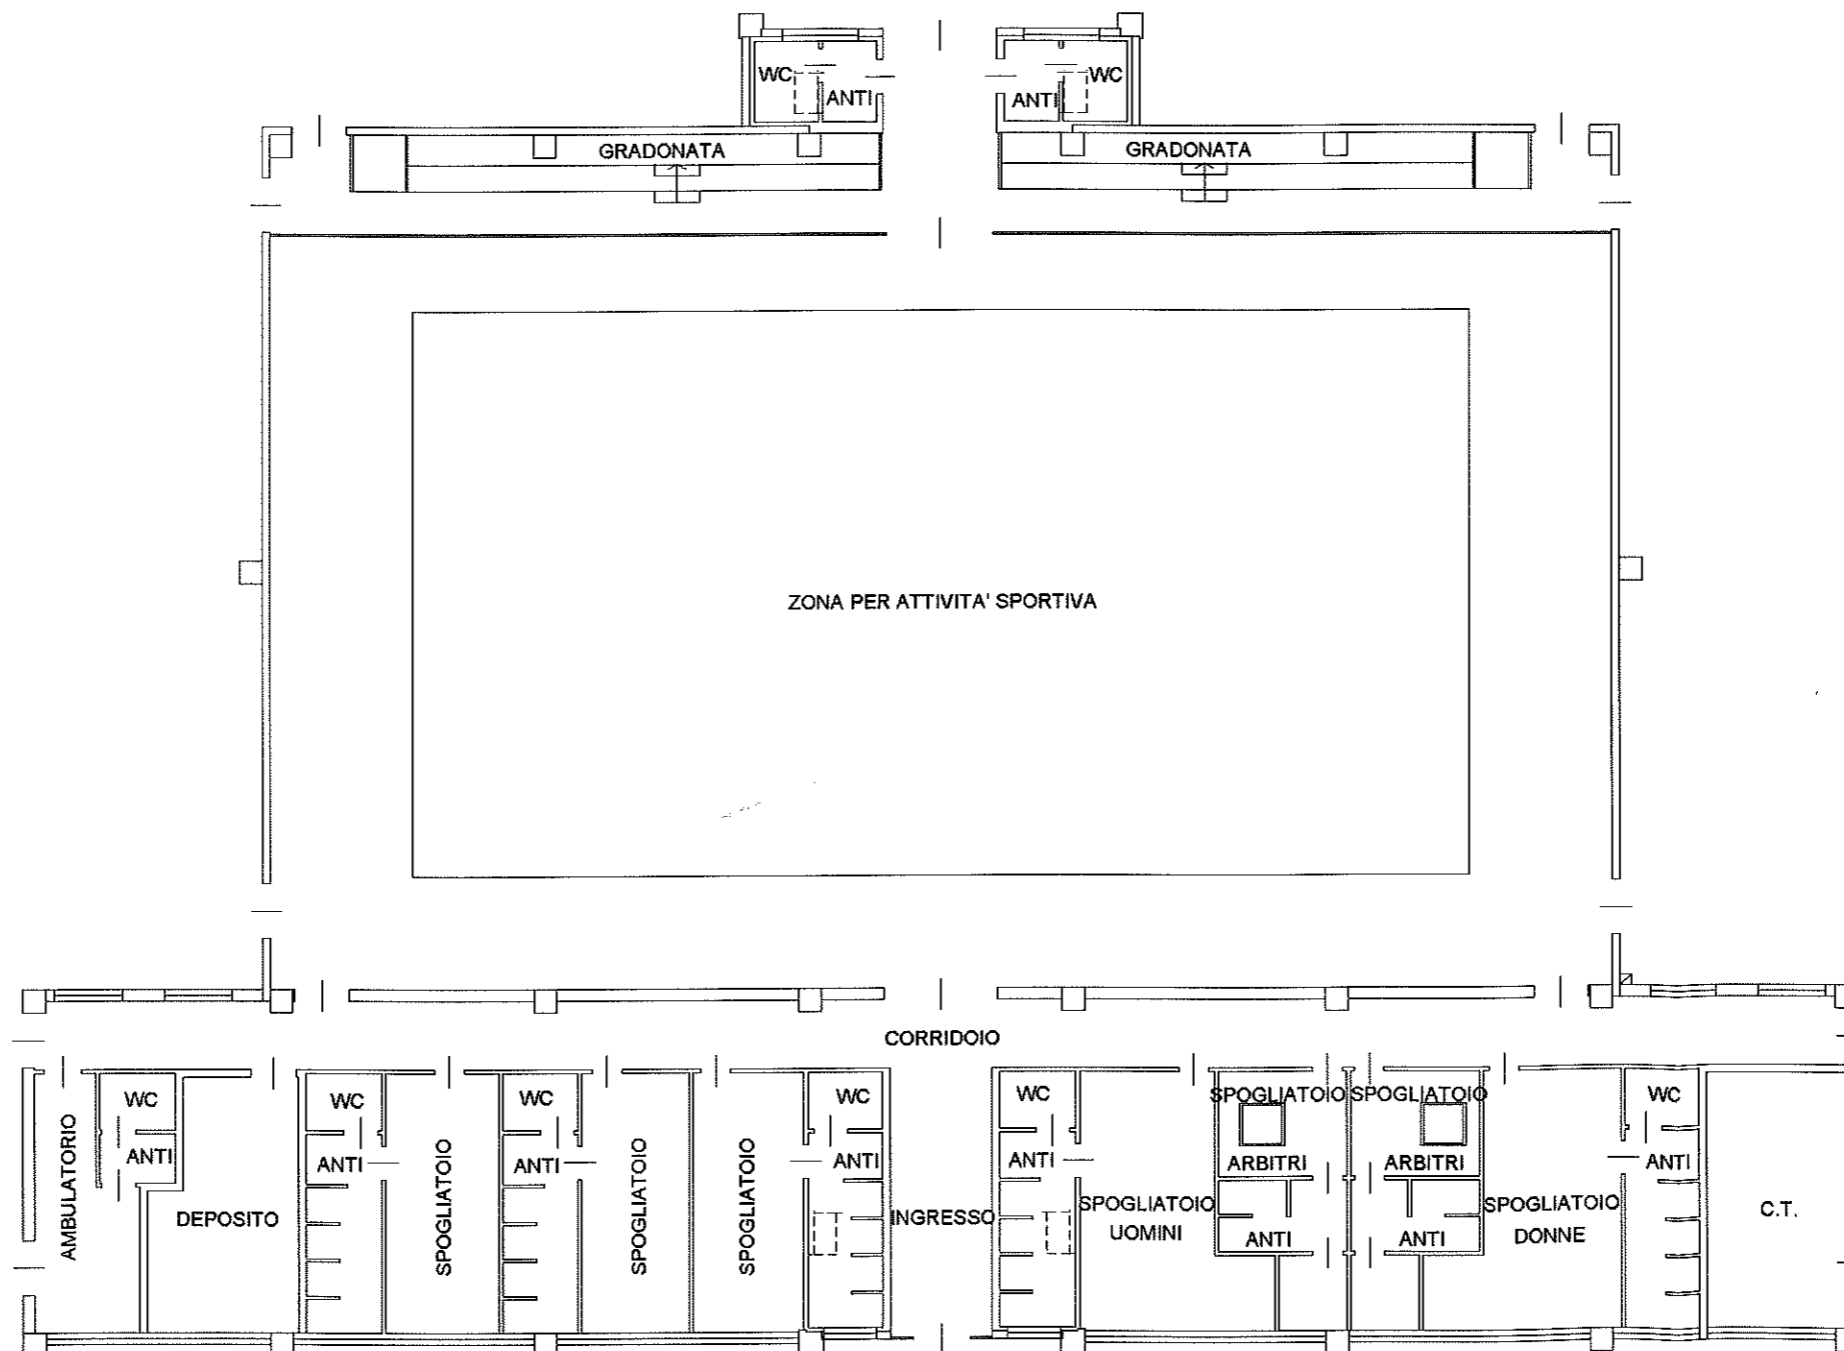 WC
WC
ANTI
ANTI
GRADONATA
GRADONATA
ZONA PER ATTIVITA' SPORTIVA
CORRIDOIO
AMBULATORIO
WC
ANTI
DEPOSITO
WC
ANTI
SPOGLIATOIO
WC
ANTI
SPOGLIATOIO
SPOGLIATOIO
WC
ANTI
INGRESSO
WC
ANTI
SPOGLIATOIO
UOMINI
SPOGLIATOIO
ARBITRI
ANTI
SPOGLIATOIO
ARBITRI
ANTI
SPOGLIATOIO
DONNE
WC
ANTI
C.T.